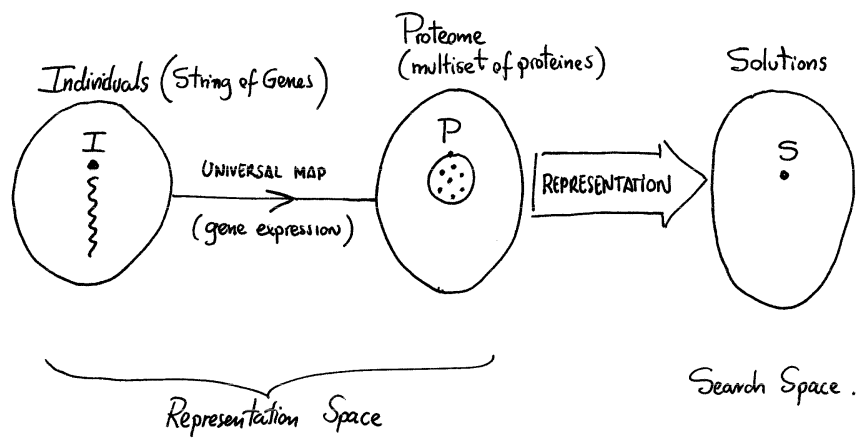 Individuals (String of Genes)
Proteome
(multiset of proteines)
Solutions
I
P
S
UNIVERSAL MAP
(gene expression)
REPRESENTATION
Representation Space
Search Space.